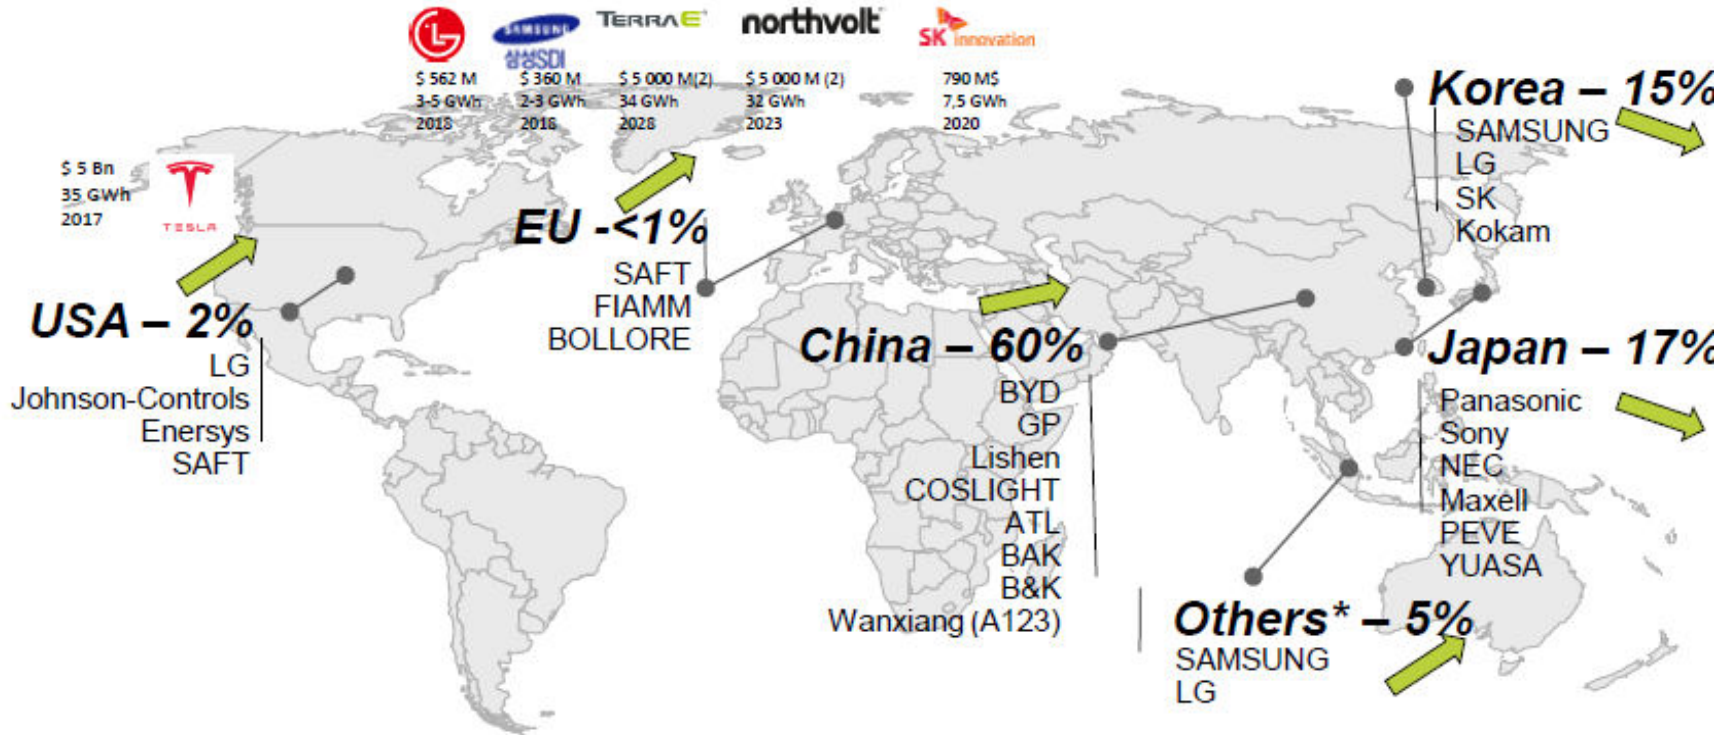 LG
SAMSUNG
삼성SDI
TERRA E
northvolt
SK innovation
$ 562 M
3-5 GWh
2018
$ 360 M
2-3 GWh
2018
$ 5 000 M(2)
34 GWh
2028
$ 5 000 M (2)
32 GWh
2023
790 M$
7,5 GWh
2020
$ 5 Bn
35 GWh
2017
TESLA
USA – 2%
LG
Johnson-Controls
Enersys
SAFT
EU -<1%
SAFT
FIAMM
BOLLORE
China – 60%
BYD
GP
Lishen
COSLIGHT
ATL
BAK
B&K
Wanxiang (A123)
Korea – 15%
SAMSUNG
LG
SK
Kokam
Japan – 17%
Panasonic
Sony
NEC
Maxell
PEVE
YUASA
Others* – 5%
SAMSUNG
LG